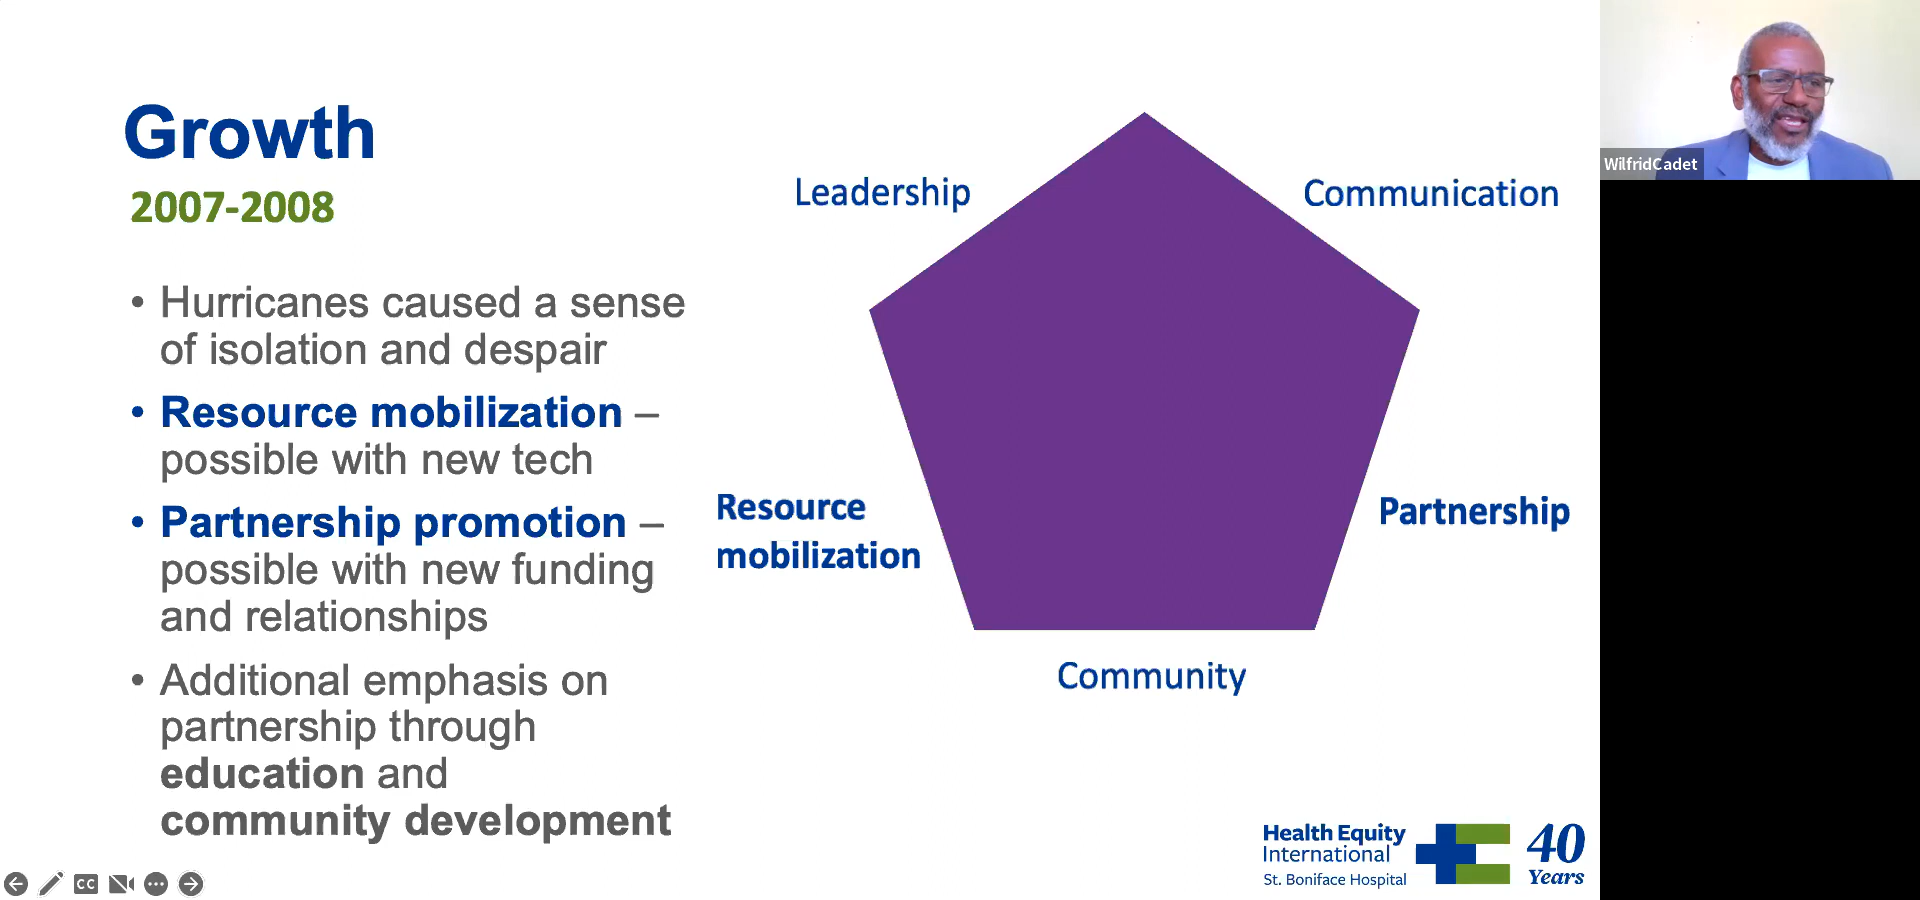 Growth
2007-2008
• Hurricanes caused a sense
of isolation and despair
• Resource mobilization –
possible with new tech
• Partnership promotion –
possible with new funding
and relationships
• Additional emphasis on
partnership through
education and
community development
Leadership
Communication
Resource
mobilization
Partnership
Community
Health Equity
International
St. Boniface Hospital
40
Years
WilfridCadet
CC